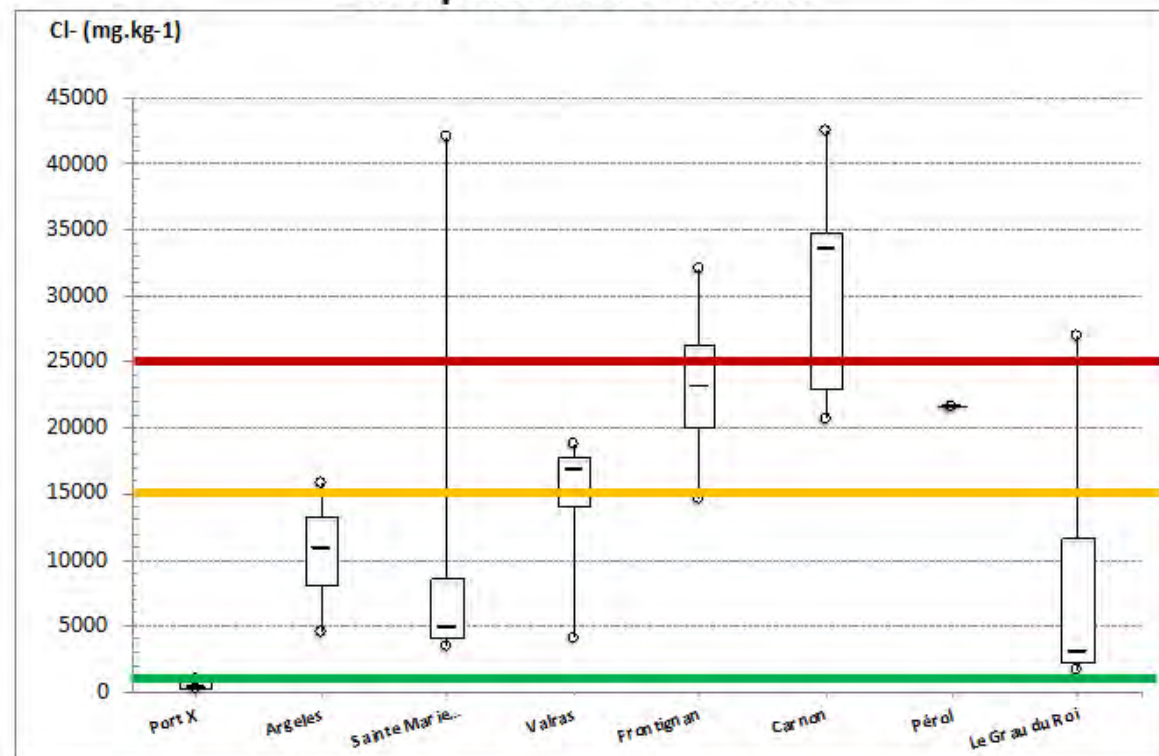 Cl- (mg.kg-1)
45000
40000
35000
30000
25000
20000
15000
10000
5000
0
Port X
Argeles
Sainte Marie...
Valras
Frontignan
Carnon
Pérol
Le Grau du Roi